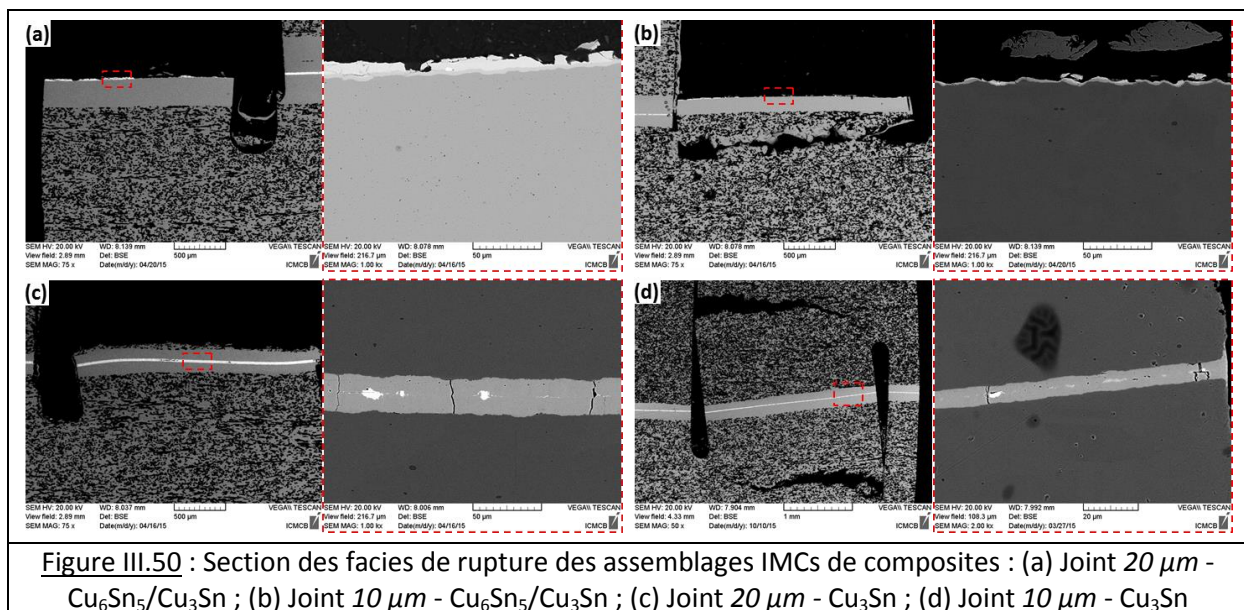 (a)
SEM HV: 20.00 kV WD: 8.139 mm VEGA\\ TESCAN
View field: 2.89 mm Det: BSE 500 µm
SEM MAG: 75 x Date(m/d/y): 04/20/15 ICMCB
SEM HV: 20.00 kV WD: 8.078 mm VEGA\\ TESCAN
View field: 216.7 µm Det: BSE 50 µm
SEM MAG: 1.00 kx Date(m/d/y): 04/16/15 ICMCB
(b)
SEM HV: 20.00 kV WD: 8.078 mm VEGA\\ TESCAN
View field: 2.89 mm Det: BSE 500 µm
SEM MAG: 75 x Date(m/d/y): 04/16/15 ICMCB
SEM HV: 20.00 kV WD: 8.139 mm VEGA\\ TESCAN
View field: 216.7 µm Det: BSE 50 µm
SEM MAG: 1.00 kx Date(m/d/y): 04/20/15 ICMCB
(c)
SEM HV: 20.00 kV WD: 8.037 mm VEGA\\ TESCAN
View field: 2.89 mm Det: BSE 500 µm
SEM MAG: 75 x Date(m/d/y): 04/16/15 ICMCB
SEM HV: 20.00 kV WD: 8.006 mm VEGA\\ TESCAN
View field: 216.7 µm Det: BSE 50 µm
SEM MAG: 1.00 kx Date(m/d/y): 04/16/15 ICMCB
(d)
SEM HV: 20.00 kV WD: 7.904 mm VEGA\\ TESCAN
View field: 4.33 mm Det: BSE 1 mm
SEM MAG: 50 x Date(m/d/y): 10/10/15 ICMCB
SEM HV: 20.00 kV WD: 7.992 mm VEGA\\ TESCAN
View field: 108.3 µm Det: BSE 20 µm
SEM MAG: 2.00 kx Date(m/d/y): 03/27/15 ICMCB
Figure III.50 : Section des facies de rupture des assemblages IMCs de composites : (a) Joint 20 µm -
Cu₆Sn₅/Cu₃Sn ; (b) Joint 10 µm - Cu₆Sn₅/Cu₃Sn ; (c) Joint 20 µm - Cu₃Sn ; (d) Joint 10 µm - Cu₃Sn